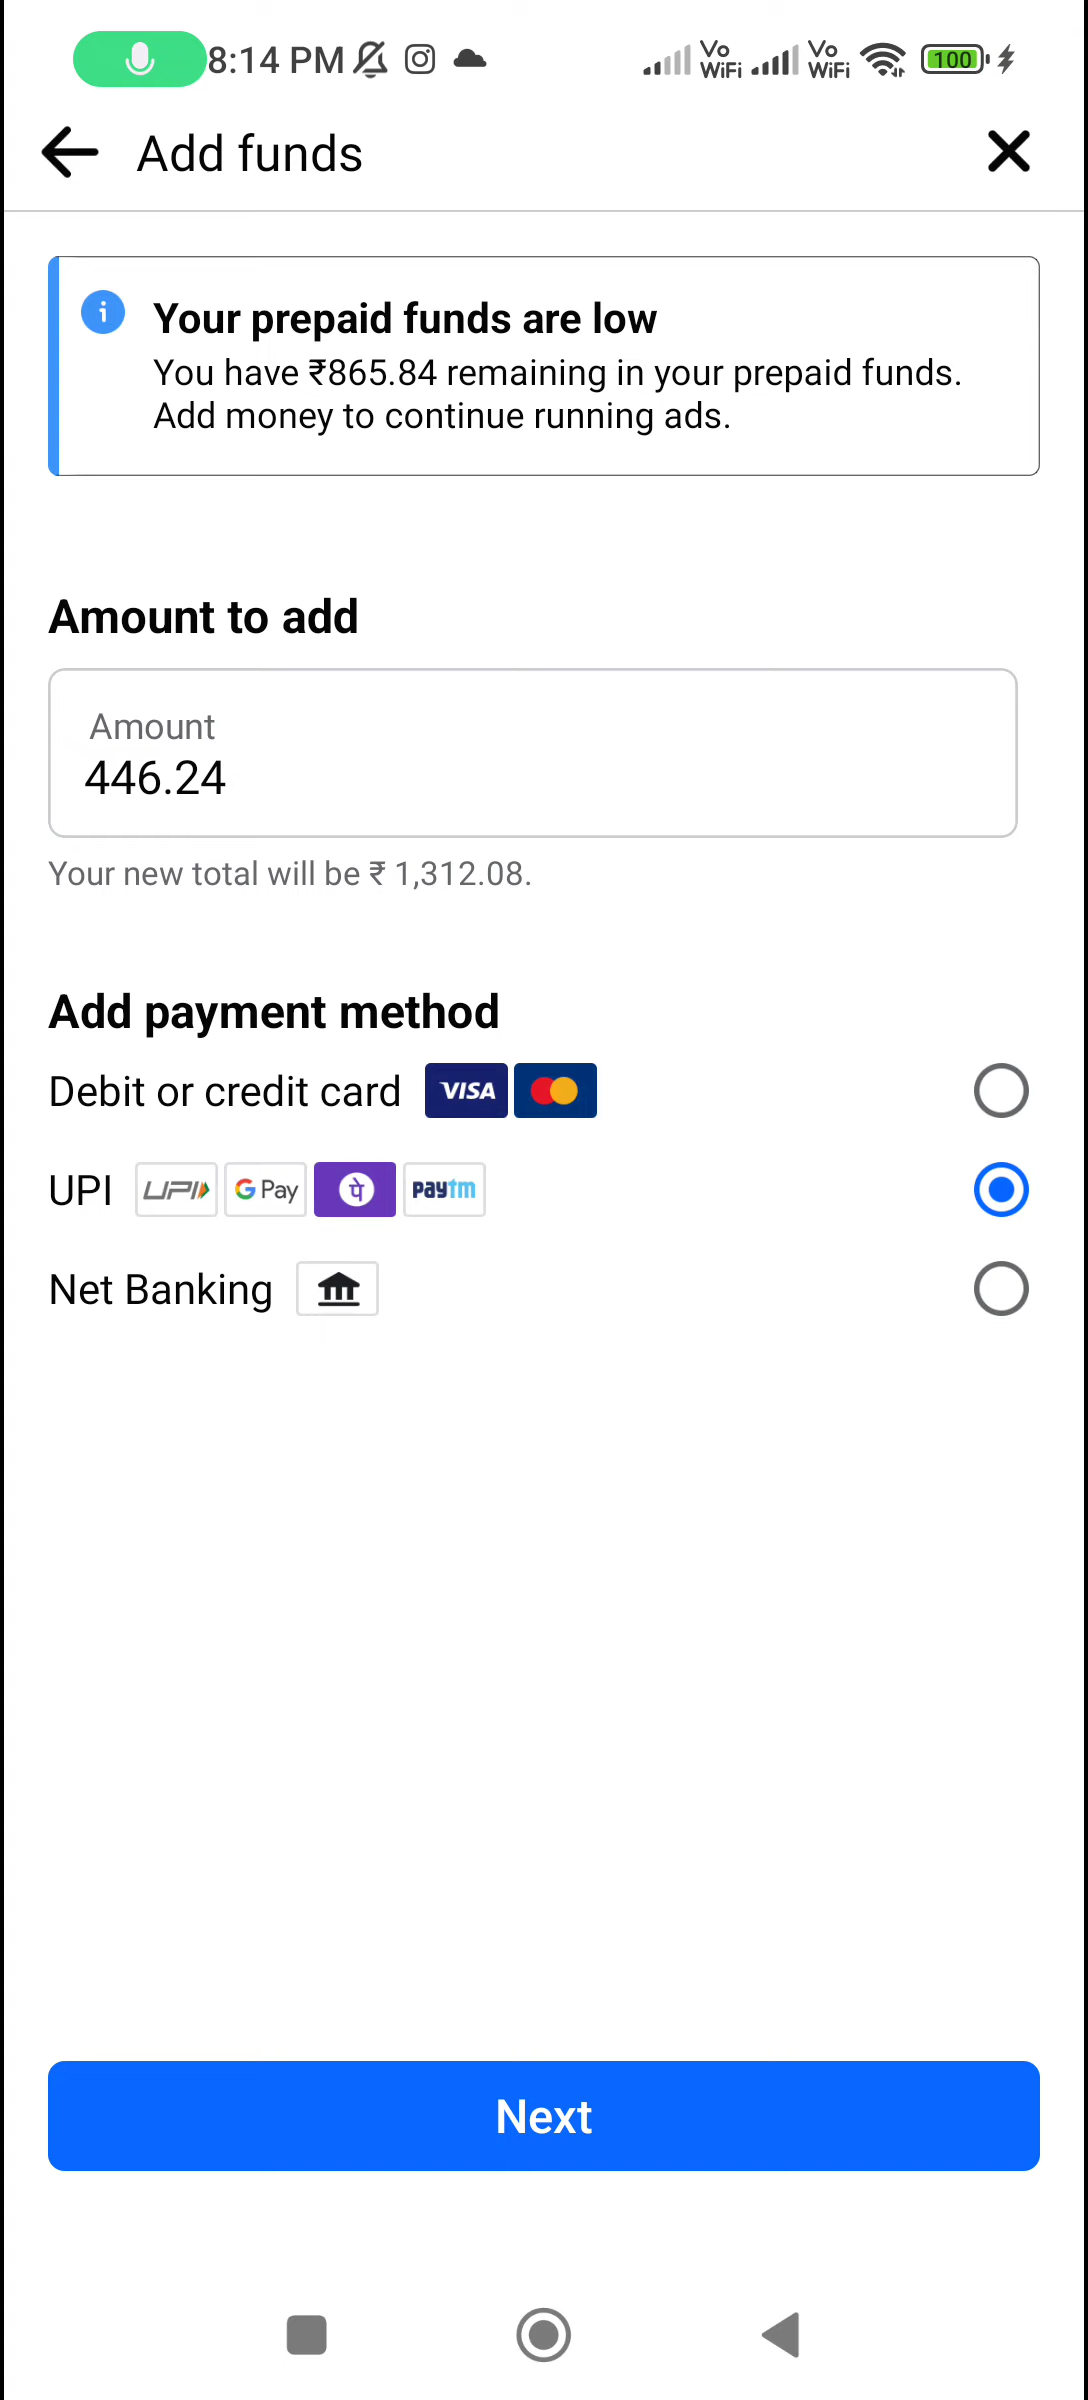 8:14 PM Vo WiFi Vo WiFi 100
Add funds
Your prepaid funds are low
You have ₹865.84 remaining in your prepaid funds.
Add money to continue running ads.
Amount to add
Amount
446.24
Your new total will be ₹ 1,312.08.
Add payment method
Debit or credit card VISA
UPI UPI G Pay पे paytm
Net Banking
Next